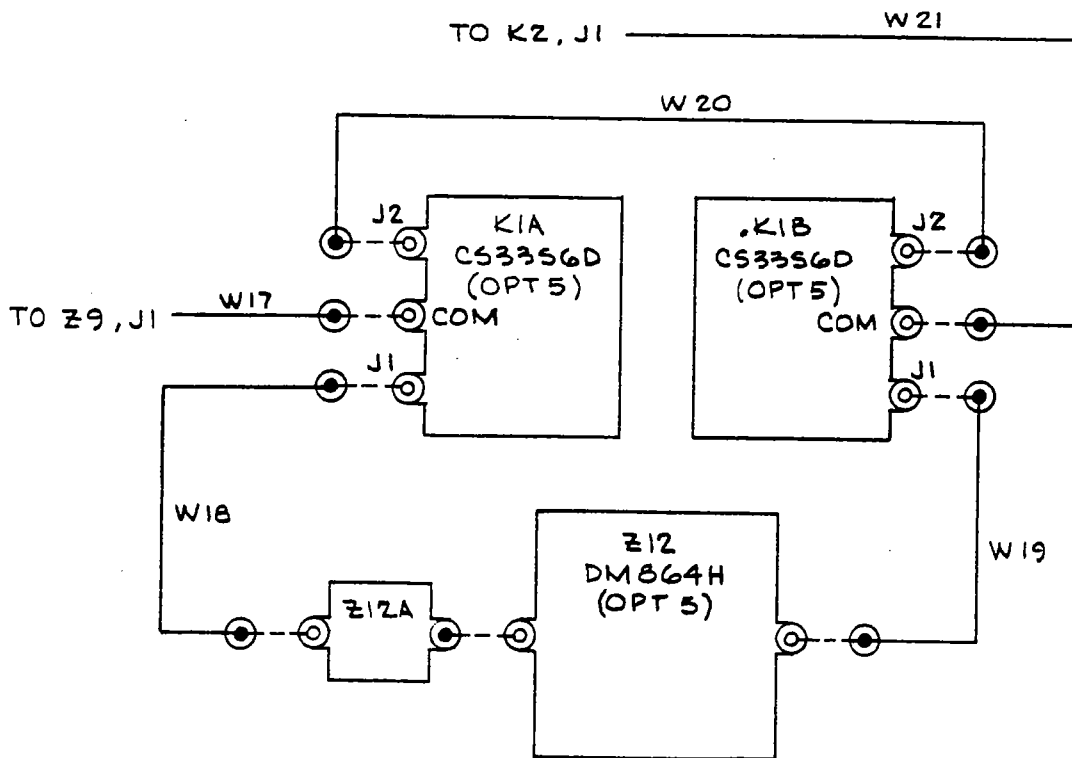 TO K2, J1
W21
W20
J2
K1A
CS33S6D
(OPT 5)
.K1B
CS33S6D
(OPT 5)
J2
TO Z9, J1
W17
COM
COM
J1
J1
W18
Z12
DM864H
(OPT 5)
W19
Z12A